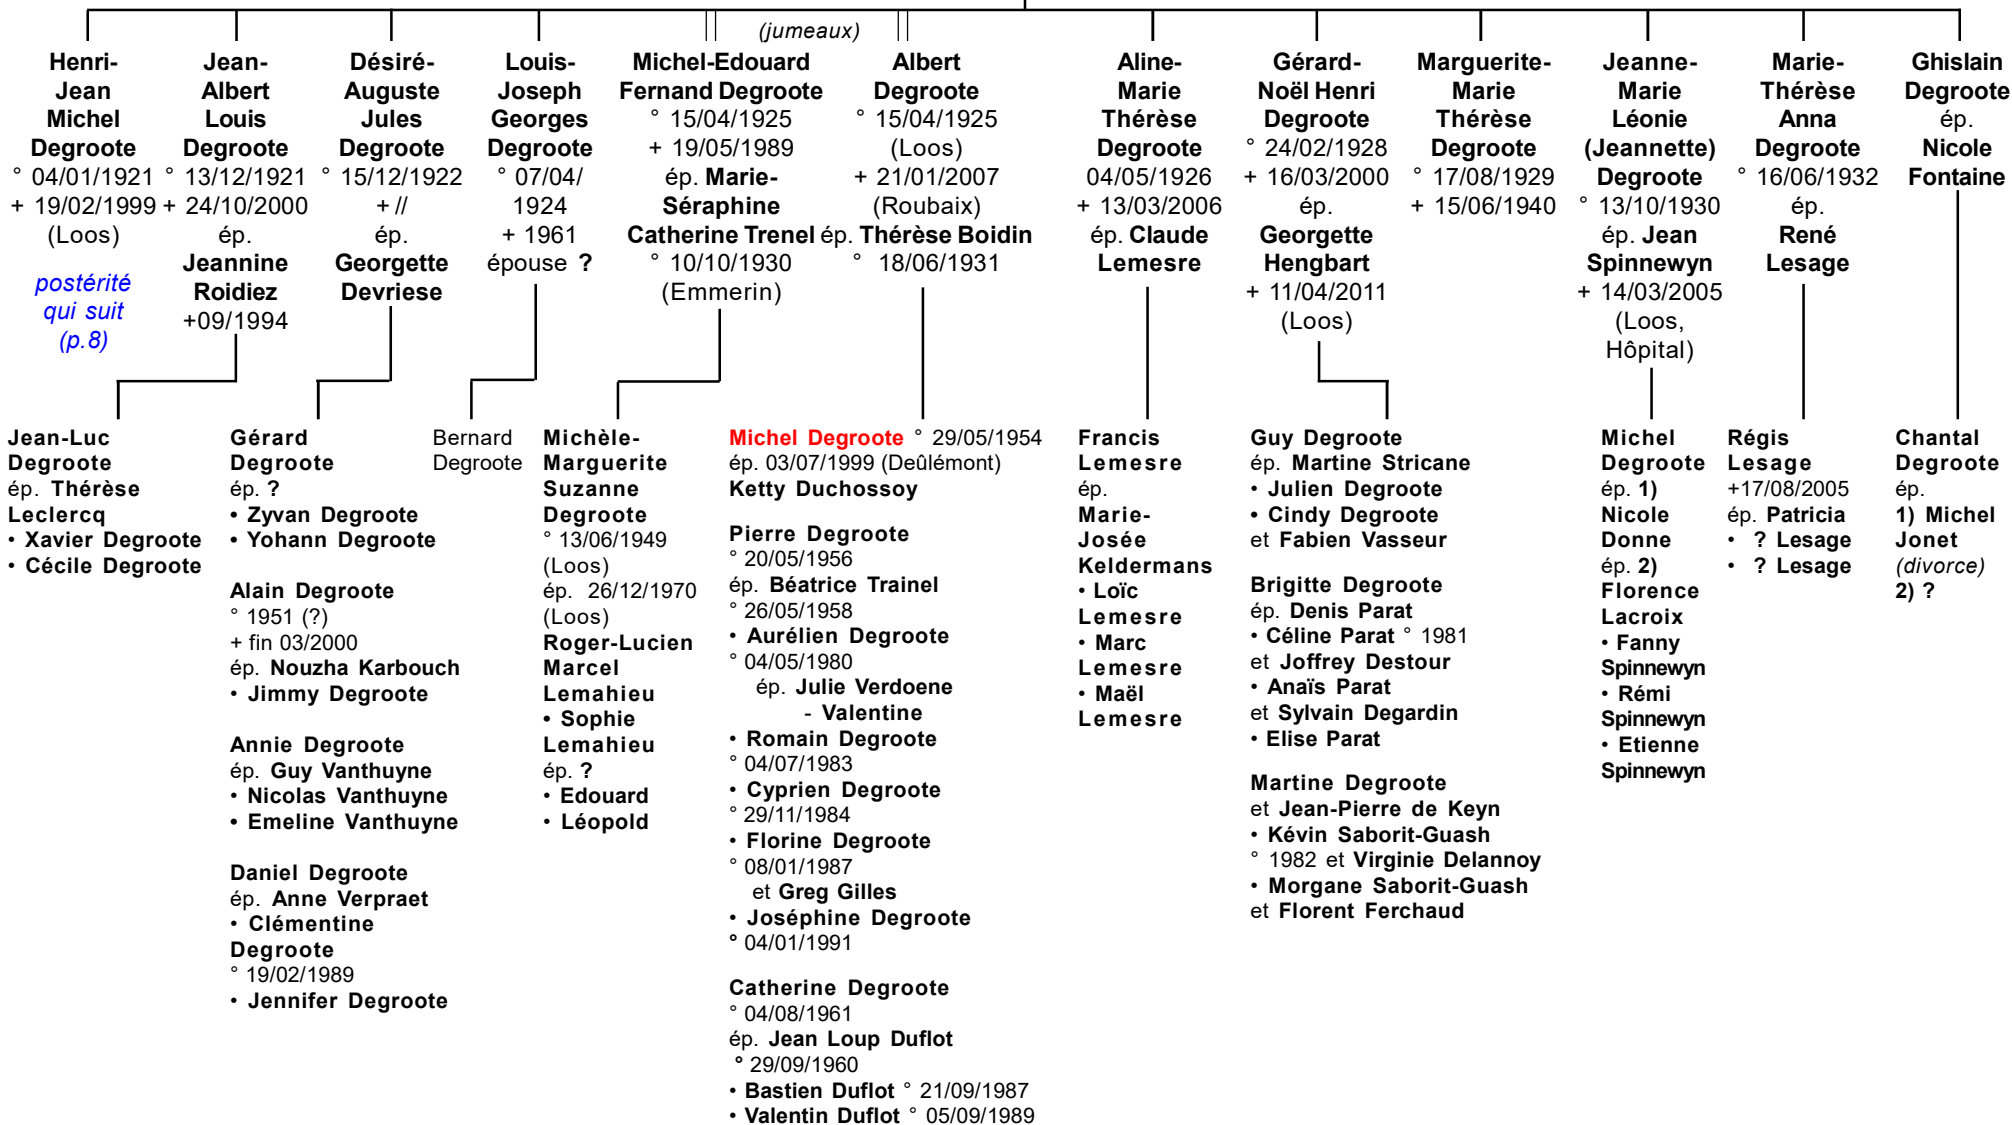 (jumeaux)
Henri-
Jean
Michel
Degroote
° 04/01/1921
+ 19/02/1999
(Loos)
postérité
qui suit
(p.8)
Jean-
Albert
Louis
Degroote
° 13/12/1921
+ 24/10/2000
ép.
Jeannine
Roidiez
+09/1994
Désiré-
Auguste
Jules
Degroote
° 15/12/1922
+ //
ép.
Georgette
Devriese
Louis-
Joseph
Georges
Degroote
° 07/04/
1924
+ 1961
épouse ?
Michel-Edouard
Fernand Degroote
° 15/04/1925
+ 19/05/1989
ép. Marie-
Séraphine
Catherine Trenel
° 10/10/1930
(Emmerin)
Albert
Degroote
° 15/04/1925
(Loos)
+ 21/01/2007
(Roubaix)
ép. Thérèse Boidin
° 18/06/1931
Aline-
Marie
Thérèse
Degroote
04/05/1926
+ 13/03/2006
ép. Claude
Lemesre
Gérard-
Noël Henri
Degroote
° 24/02/1928
+ 16/03/2000
ép.
Georgette
Hengbart
+ 11/04/2011
(Loos)
Marguerite-
Marie
Thérèse
Degroote
° 17/08/1929
+ 15/06/1940
Jeanne-
Marie
Léonie
(Jeannette)
Degroote
° 13/10/1930
ép. Jean
Spinnewyn
+ 14/03/2005
(Loos,
Hôpital)
Marie-
Thérèse
Anna
Degroote
° 16/06/1932
ép.
René
Lesage
Ghislain
Degroote
ép.
Nicole
Fontaine
Jean-Luc
Degroote
ép. Thérèse
Leclercq
• Xavier Degroote
• Cécile Degroote
Gérard
Degroote
ép. ?
• Zyvan Degroote
• Yohann Degroote
Alain Degroote
° 1951 (?)
+ fin 03/2000
ép. Nouzha Karbouch
• Jimmy Degroote
Annie Degroote
ép. Guy Vanthuyne
• Nicolas Vanthuyne
• Emeline Vanthuyne
Daniel Degroote
ép. Anne Verpraet
• Clémentine
Degroote
° 19/02/1989
• Jennifer Degroote
Bernard
Degroote
Michèle-
Marguerite
Suzanne
Degroote
° 13/06/1949
(Loos)
ép. 26/12/1970
(Loos)
Roger-Lucien
Marcel
Lemahieu
• Sophie
Lemahieu
ép. ?
• Edouard
• Léopold
Michel Degroote ° 29/05/1954
ép. 03/07/1999 (Deûlémont)
Ketty Duchossoy
Pierre Degroote
° 20/05/1956
ép. Béatrice Trainel
° 26/05/1958
• Aurélien Degroote
° 04/05/1980
ép. Julie Verdoene
- Valentine
• Romain Degroote
° 04/07/1983
• Cyprien Degroote
° 29/11/1984
• Florine Degroote
° 08/01/1987
et Greg Gilles
• Joséphine Degroote
° 04/01/1991
Catherine Degroote
° 04/08/1961
ép. Jean Loup Duflot
° 29/09/1960
• Bastien Duflot ° 21/09/1987
• Valentin Duflot ° 05/09/1989
Francis
Lemesre
ép.
Marie-
Josée
Keldermans
• Loïc
Lemesre
• Marc
Lemesre
• Maël
Lemesre
Guy Degroote
ép. Martine Stricane
• Julien Degroote
• Cindy Degroote
et Fabien Vasseur
Brigitte Degroote
ép. Denis Parat
• Céline Parat ° 1981
et Joffrey Destour
• Anaïs Parat
et Sylvain Degardin
• Elise Parat
Martine Degroote
et Jean-Pierre de Keyn
• Kévin Saborit-Guash
° 1982 et Virginie Delannoy
• Morgane Saborit-Guash
et Florent Ferchaud
Michel
Degroote
ép. 1)
Nicole
Donne
ép. 2)
Florence
Lacroix
• Fanny
Spinnewyn
• Rémi
Spinnewyn
• Etienne
Spinnewyn
Régis
Lesage
+17/08/2005
ép. Patricia
• ? Lesage
• ? Lesage
Chantal
Degroote
ép.
1) Michel
Jonet
(divorce)
2) ?